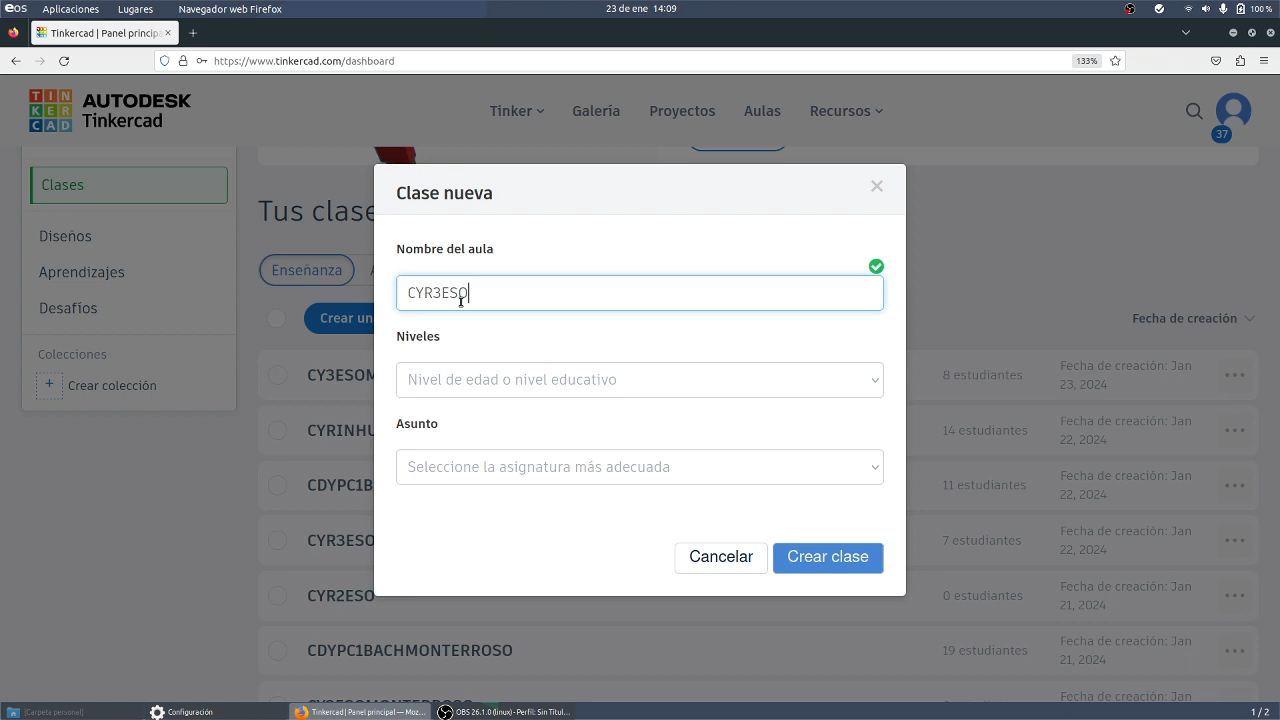 eos Aplicaciones Lugares Navegador web Firefox 23 de ene 14:09 100 %
Tinkercad | Panel principa
https://www.tinkercad.com/dashboard 133%
TIN KER CAD AUTODESK Tinkercad
Tinker Galería Proyectos Aulas Recursos 37
Clases
Diseños
Aprendizajes
Desafíos
Colecciones
+ Crear colección
Tus clase
Enseñanza
Crear un Fecha de creación
Clase nueva
Nombre del aula
CYR3ESO
Niveles
Nivel de edad o nivel educativo
Asunto
Seleccione la asignatura más adecuada
Cancelar Crear clase
CY3ESOM 8 estudiantes Fecha de creación: Jan 23, 2024
CYRINHU 14 estudiantes Fecha de creación: Jan 22, 2024
CDYPC1B 11 estudiantes Fecha de creación: Jan 22, 2024
CYR3ESO 7 estudiantes Fecha de creación: Jan 22, 2024
CYR2ESO 0 estudiantes Fecha de creación: Jan 21, 2024
CDYPC1BACHMONTERROSO 19 estudiantes Fecha de creación: Jan 21, 2024
[Carpeta personal] Configuración Tinkercad | Panel principal — Moz... OBS 26.1.0 (linux) - Perfil: Sin Titul... 1 / 2